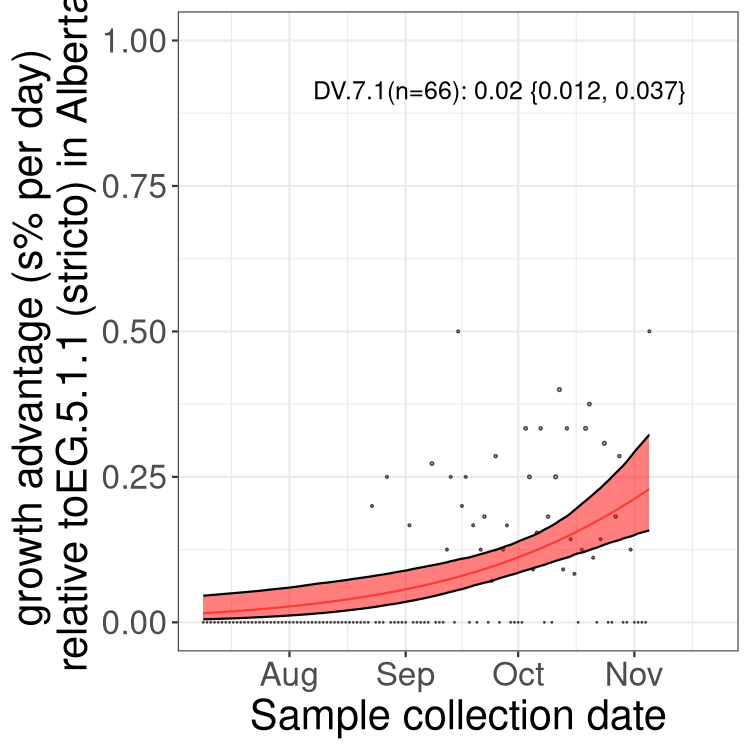 growth advantage (s% per day)
relative toEG.5.1.1 (stricto) in Alberta
1.00
DV.7.1(n=66): 0.02 {0.012, 0.037}
0.75
0.50
0.25
0.00
Aug Sep Oct Nov
Sample collection date